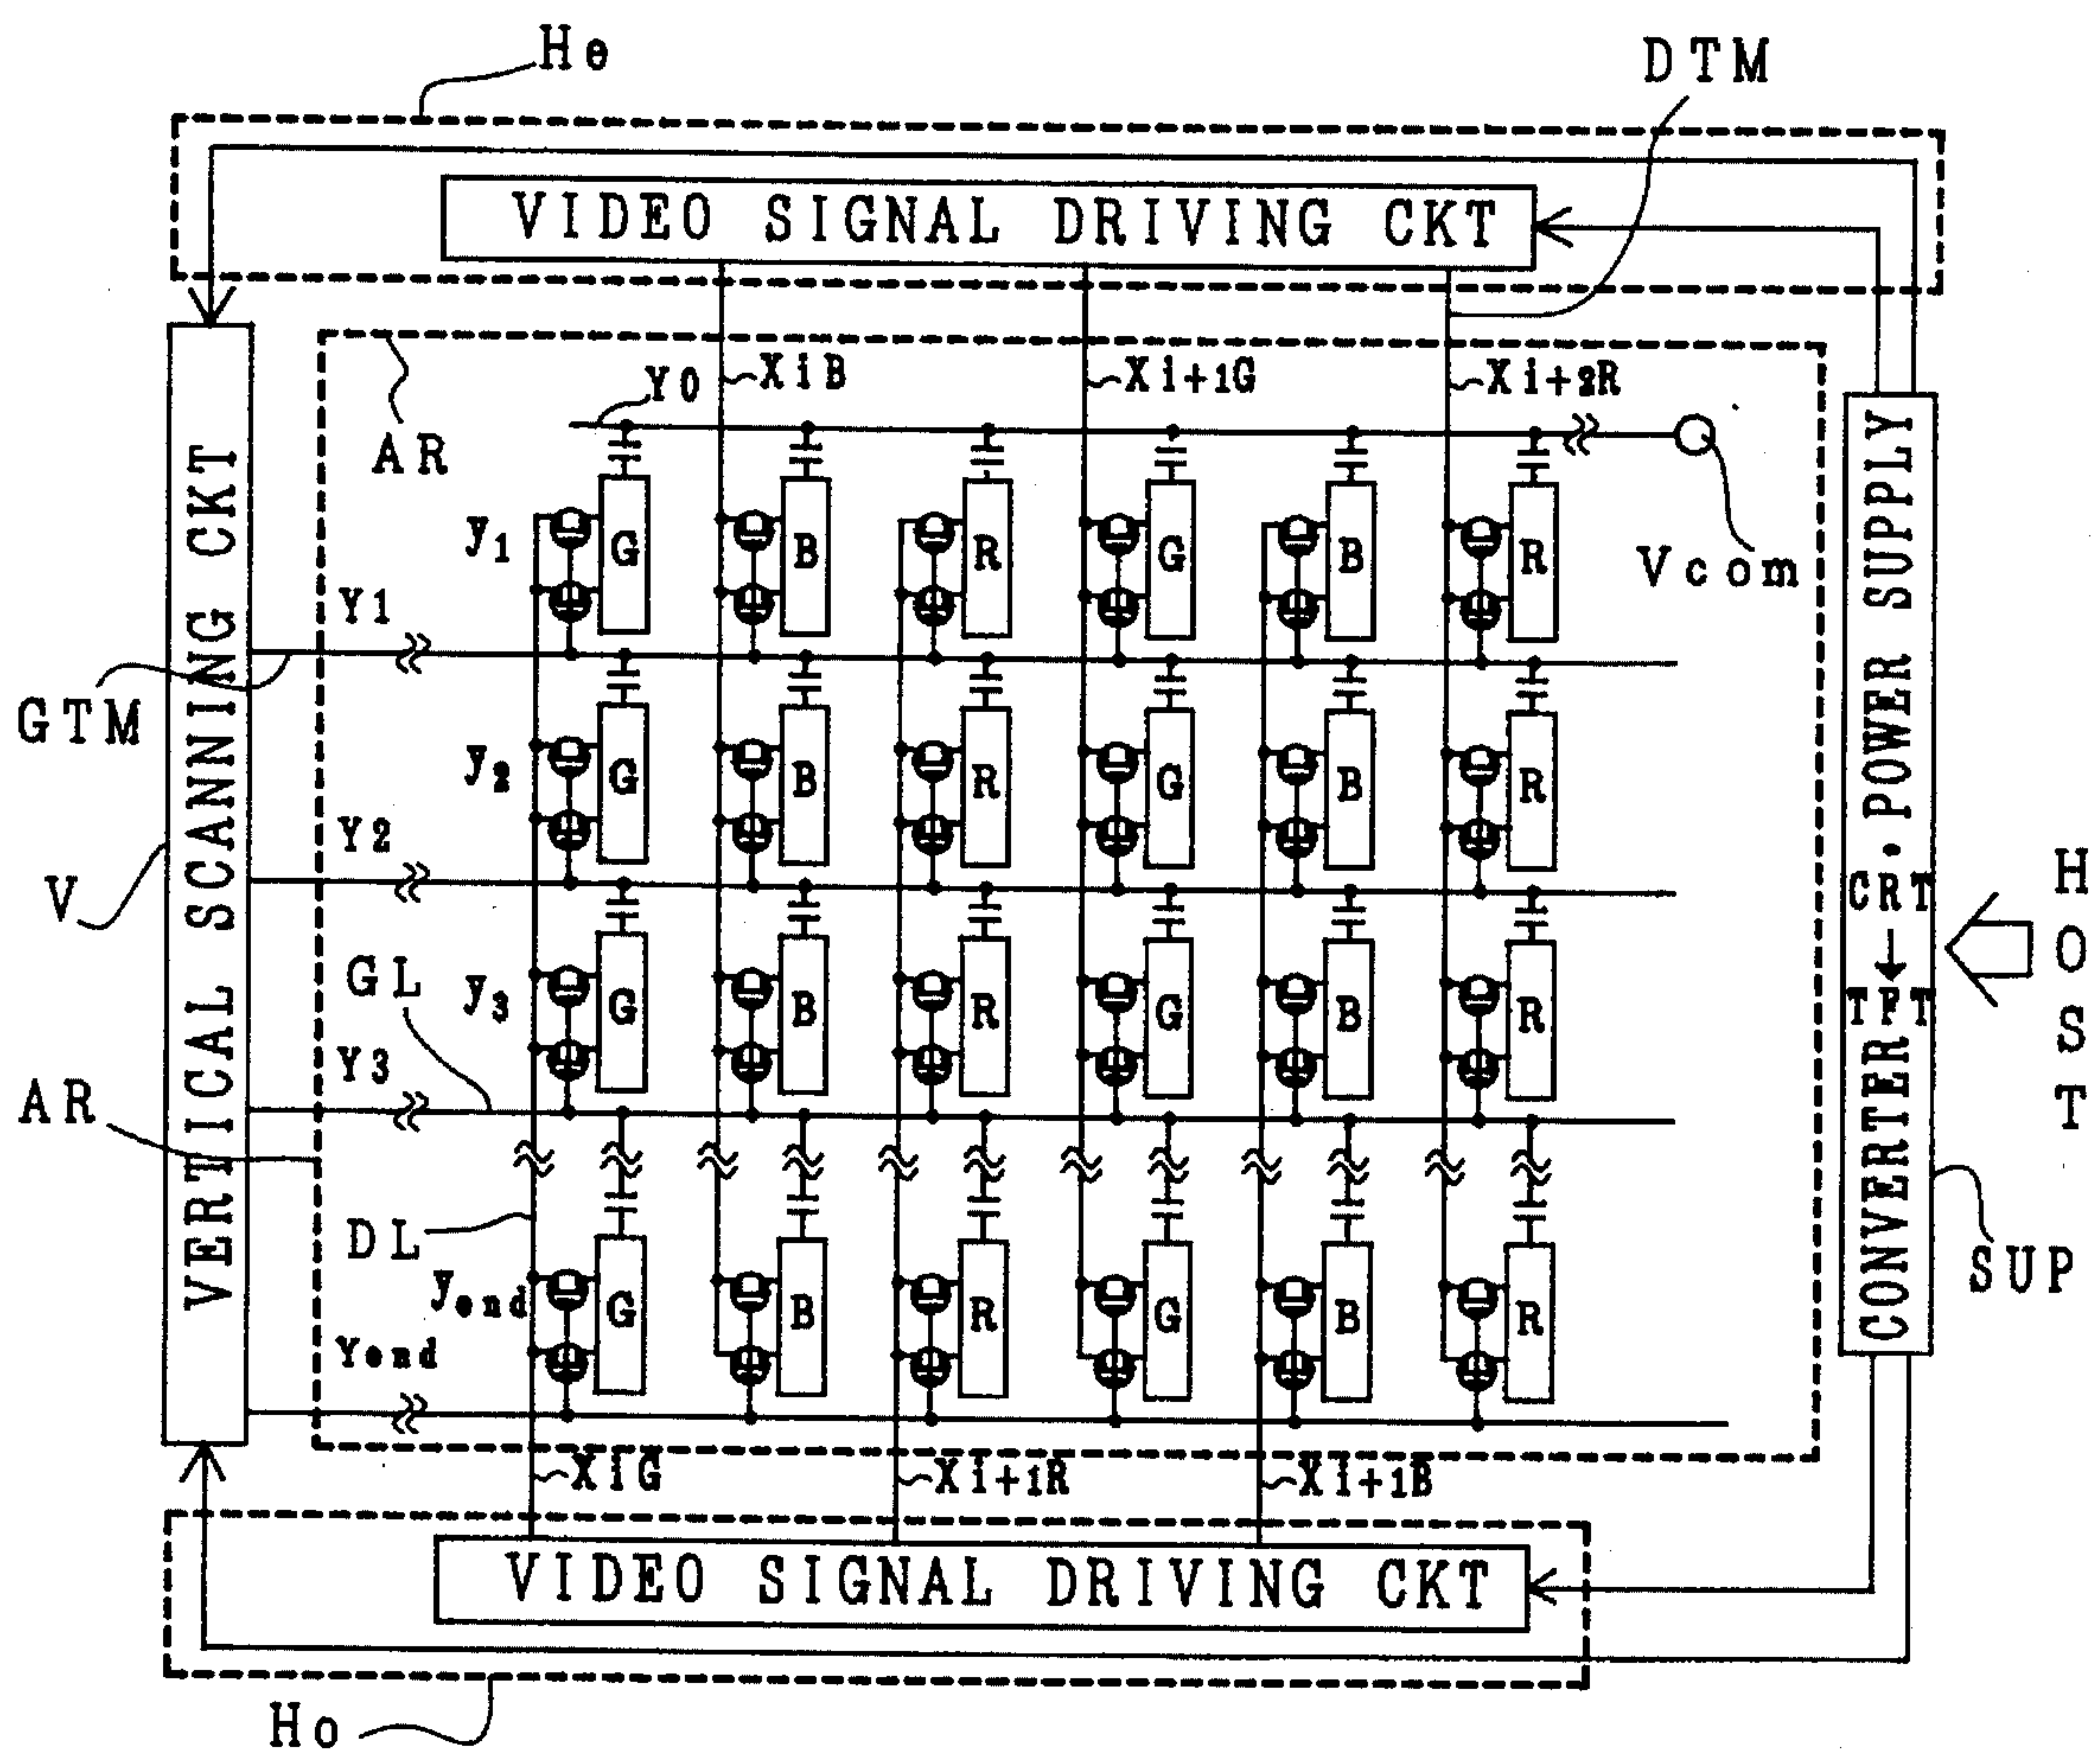 He
DTM
VIDEO SIGNAL DRIVING CKT
XiB
Xi+1G
Xi+2R
Y0
AR
Vcom
y1
G B R G B R
Y1
GTM
y2
G B R G B R
Y2
V
y3
G B R G B R
GL
Y3
AR
DL
yend
G B R G B R
Yend
VERTICAL SCANNING CKT
CONVERTER · POWER SUPPLY
CRT
↓
TFT
HOST
SUP
XiG
Xi+1R
Xi+1B
VIDEO SIGNAL DRIVING CKT
Ho